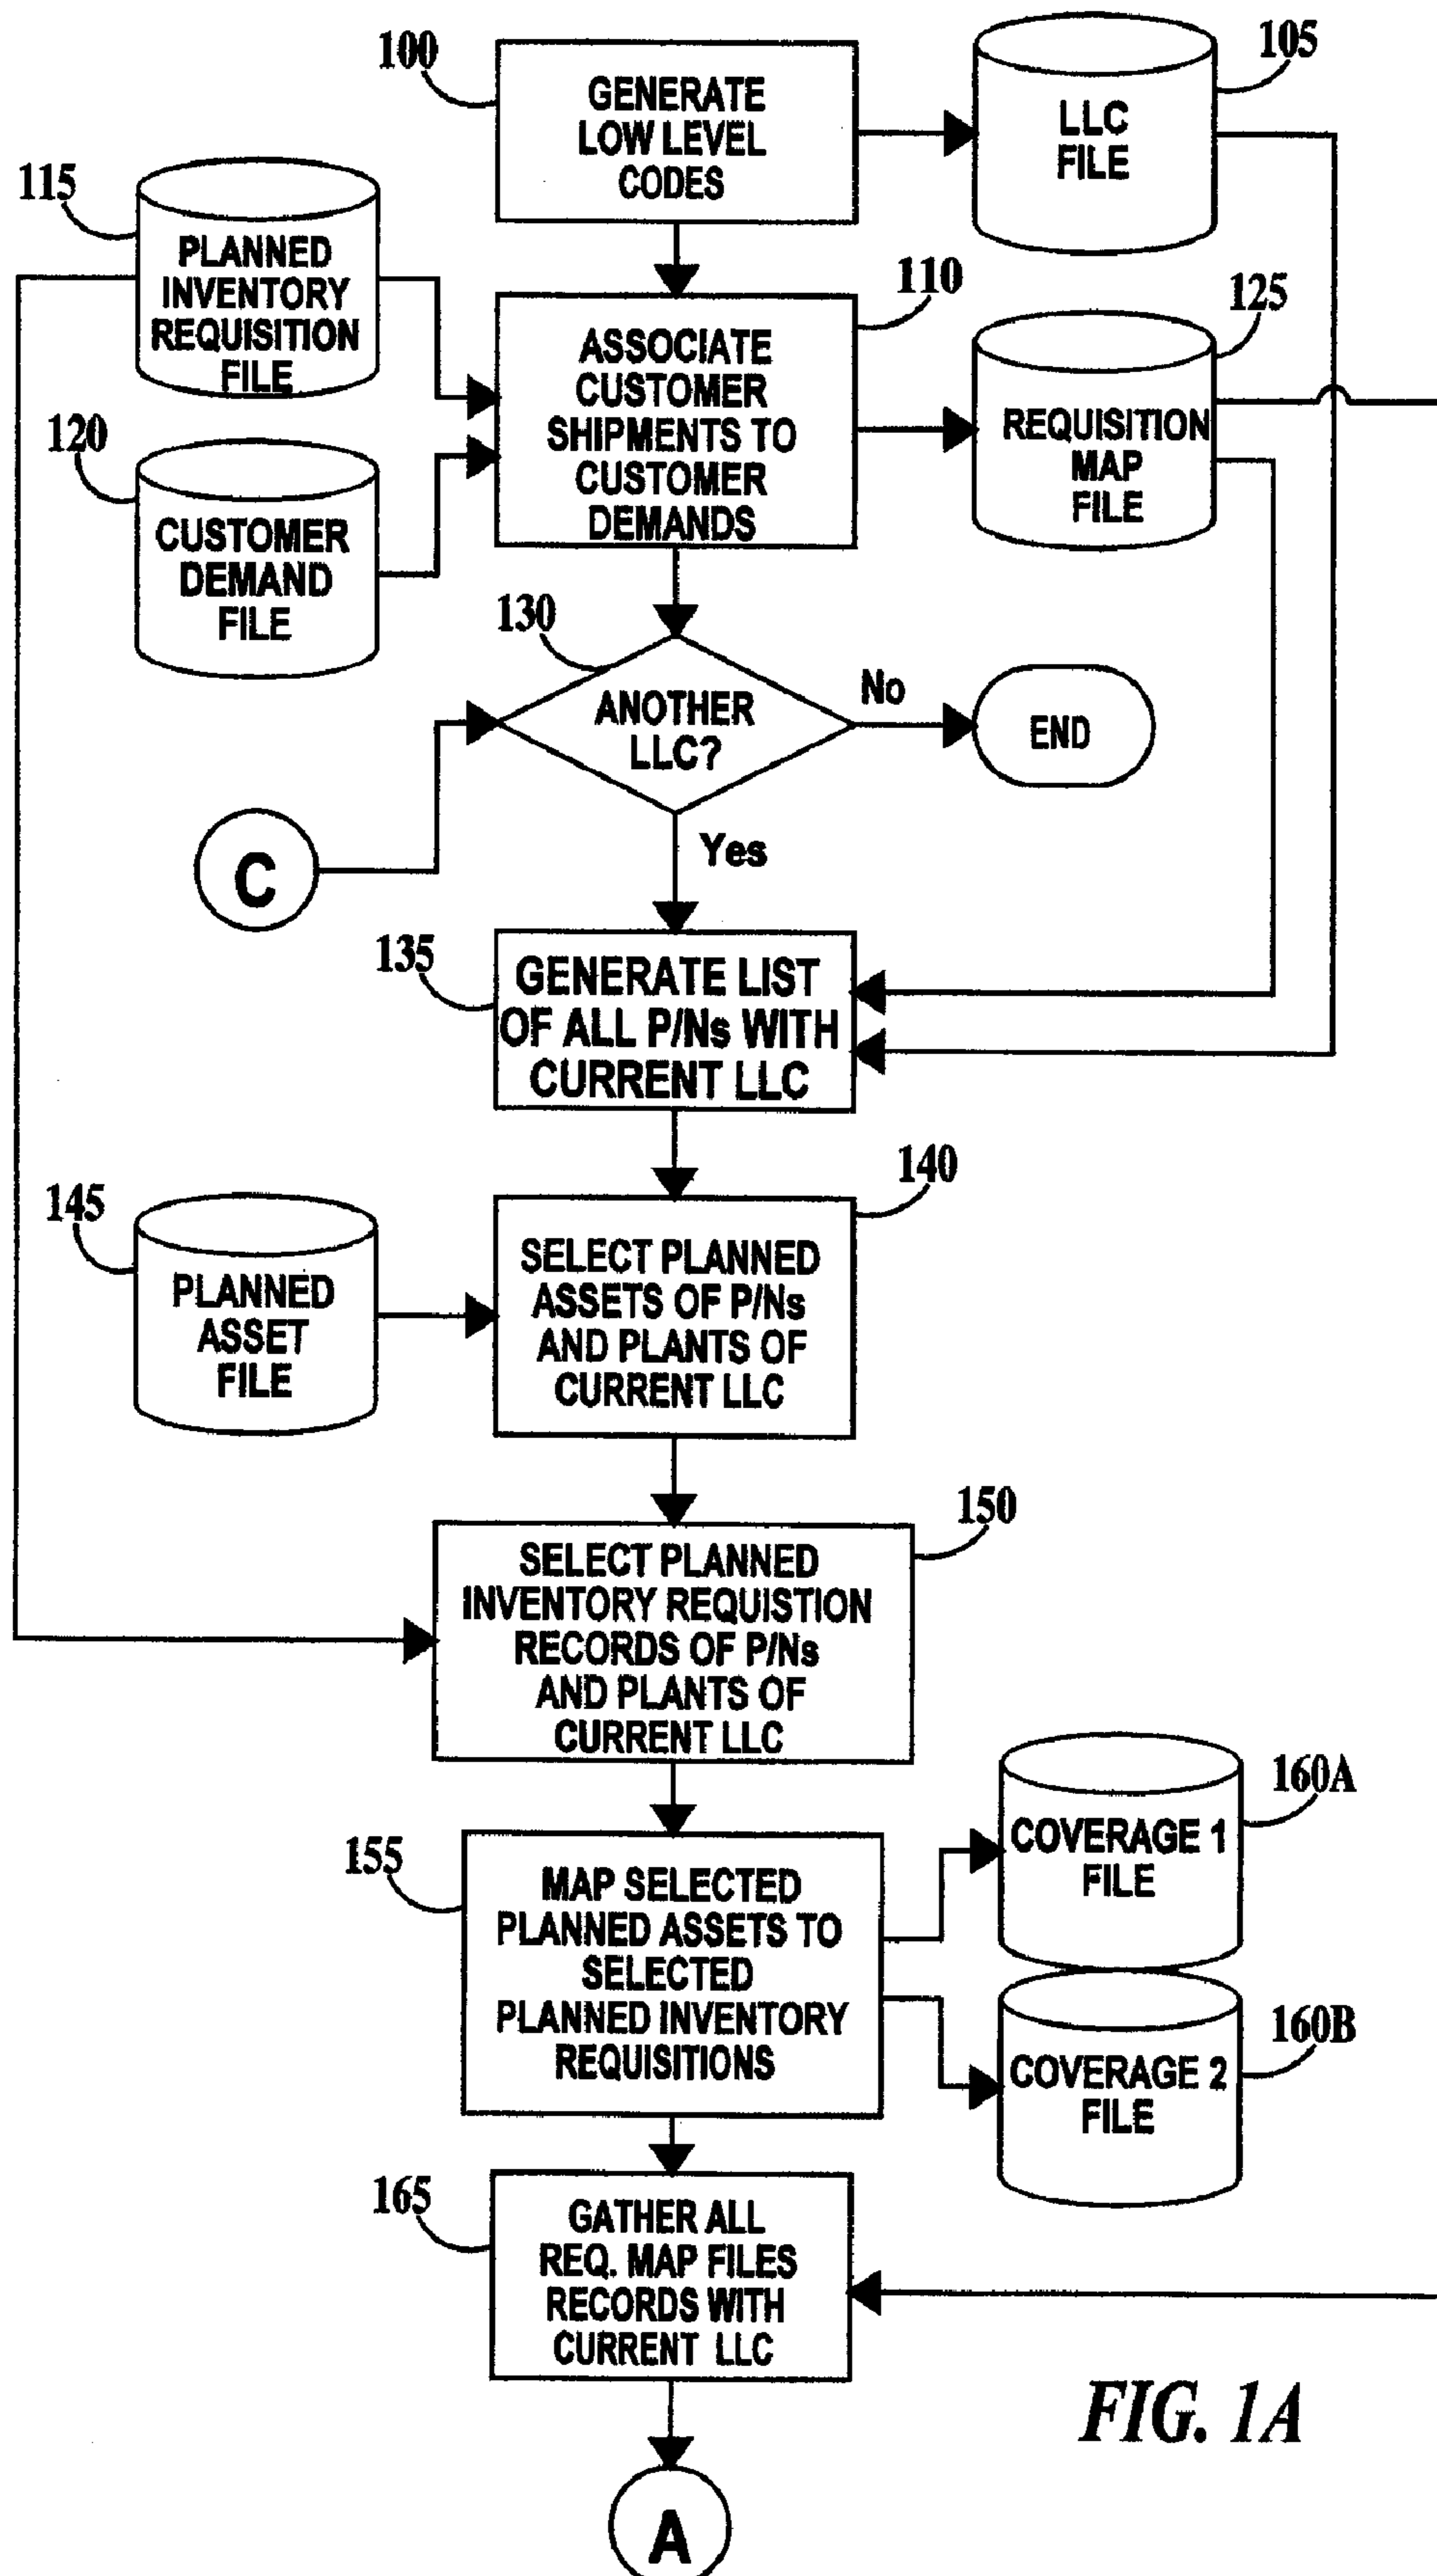 100
GENERATE
LOW LEVEL
CODES
105
LLC
FILE
115
PLANNED
INVENTORY
REQUISITION
FILE
110
ASSOCIATE
CUSTOMER
SHIPMENTS TO
CUSTOMER
DEMANDS
125
REQUISITION
MAP
FILE
120
CUSTOMER
DEMAND
FILE
130
ANOTHER
LLC?
No
END
C
Yes
135
GENERATE LIST
OF ALL P/Ns WITH
CURRENT LLC
140
145
PLANNED
ASSET
FILE
SELECT PLANNED
ASSETS OF P/Ns
AND PLANTS OF
CURRENT LLC
150
SELECT PLANNED
INVENTORY REQUISTION
RECORDS OF P/Ns
AND PLANTS OF
CURRENT LLC
155
MAP SELECTED
PLANNED ASSETS TO
SELECTED
PLANNED INVENTORY
REQUISITIONS
160A
COVERAGE 1
FILE
160B
COVERAGE 2
FILE
165
GATHER ALL
REQ. MAP FILES
RECORDS WITH
CURRENT LLC
FIG. 1A
A